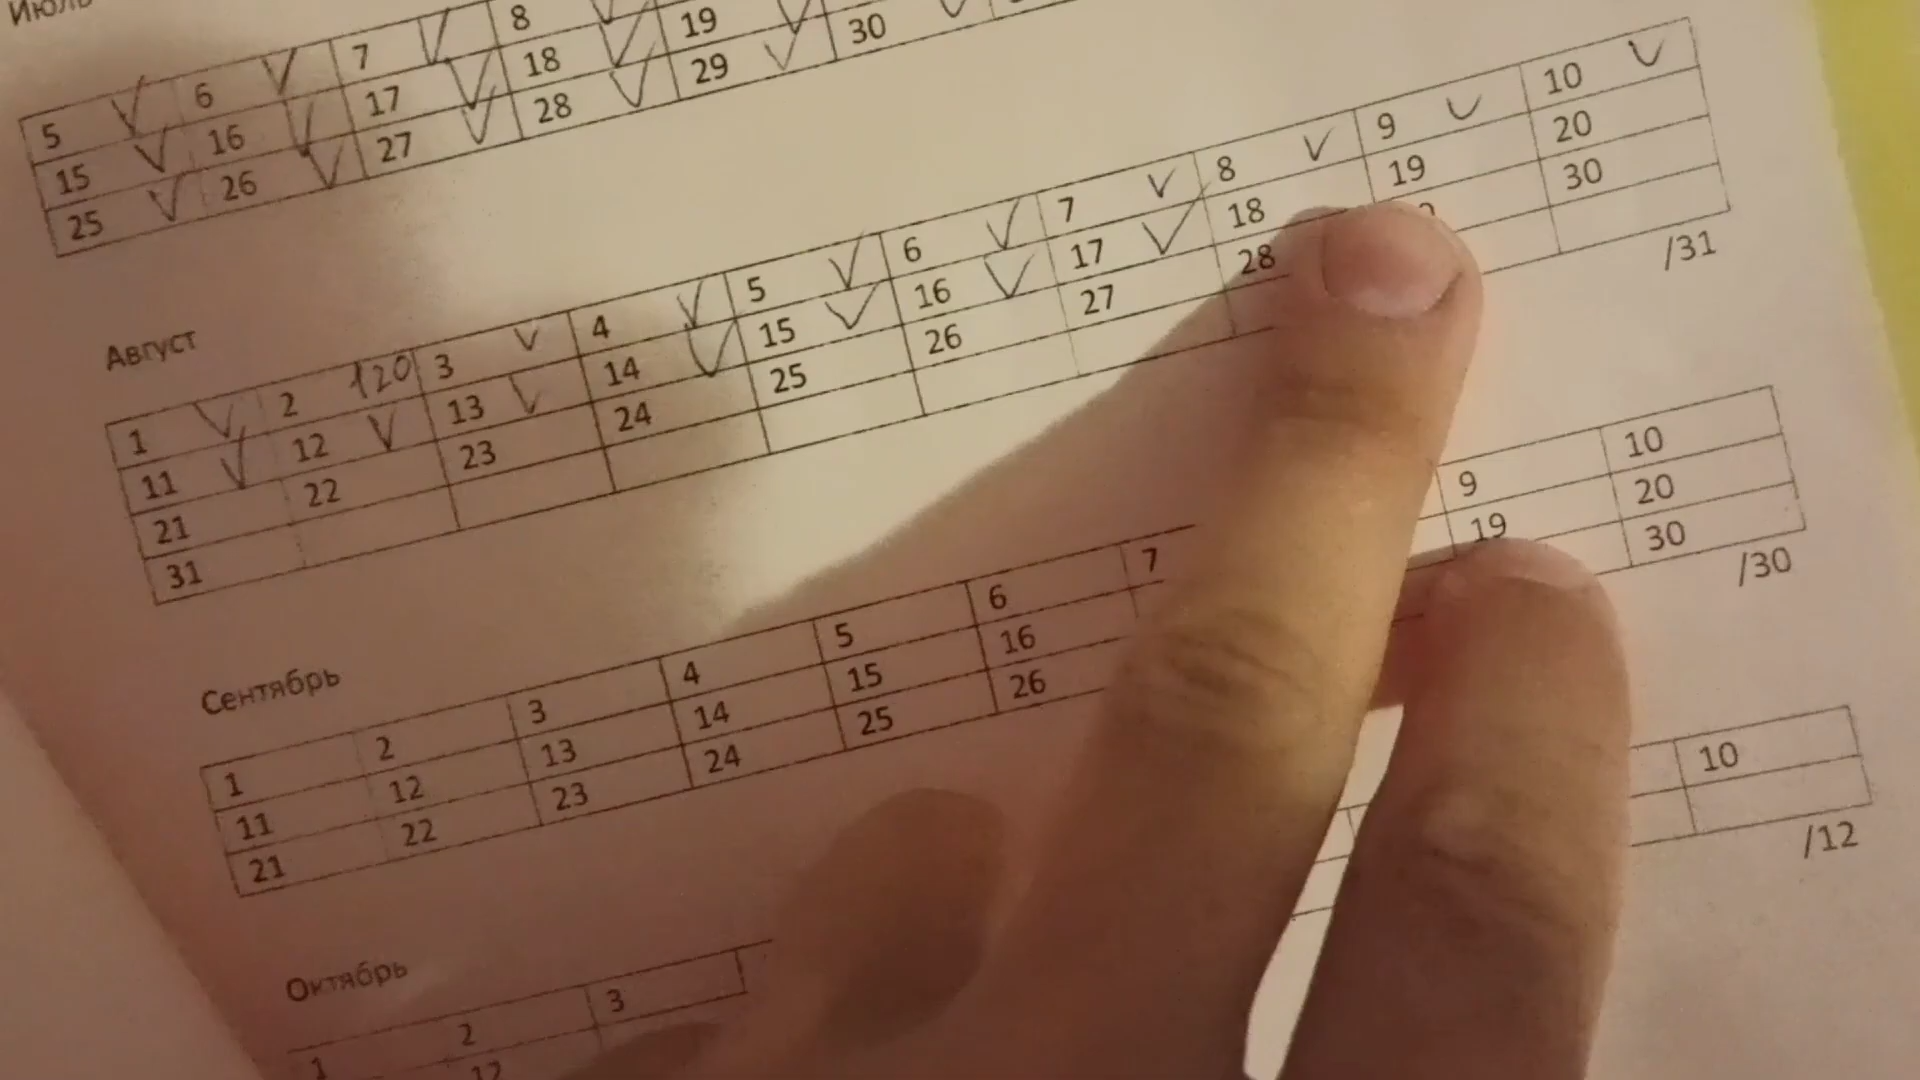 Июль
5 ✓ 6 ✓ 7 ✓ 8 ✓
15 ✓ 16 ✓ 17 ✓ 18 ✓ 19 ✓
25 ✓ 26 ✓ 27 ✓ 28 ✓ 29 ✓ 30
Август
1 ✓ 2 120 3 ✓ 4 ✓ 5 ✓ 6 ✓ 7 ✓ 8 ✓ 9 ✓ 10 ✓
11 ✓ 12 ✓ 13 ✓ 14 ✓ 15 ✓ 16 ✓ 17 ✓ 18 19 20
21 22 23 24 25 26 27 28 30
31
/31
Сентябрь
1 2 3 4 5 6 7 9 10
11 12 13 14 15 16 19 20
21 22 23 24 25 26 30
/30
Октябрь
1 2 3 10
12
/12